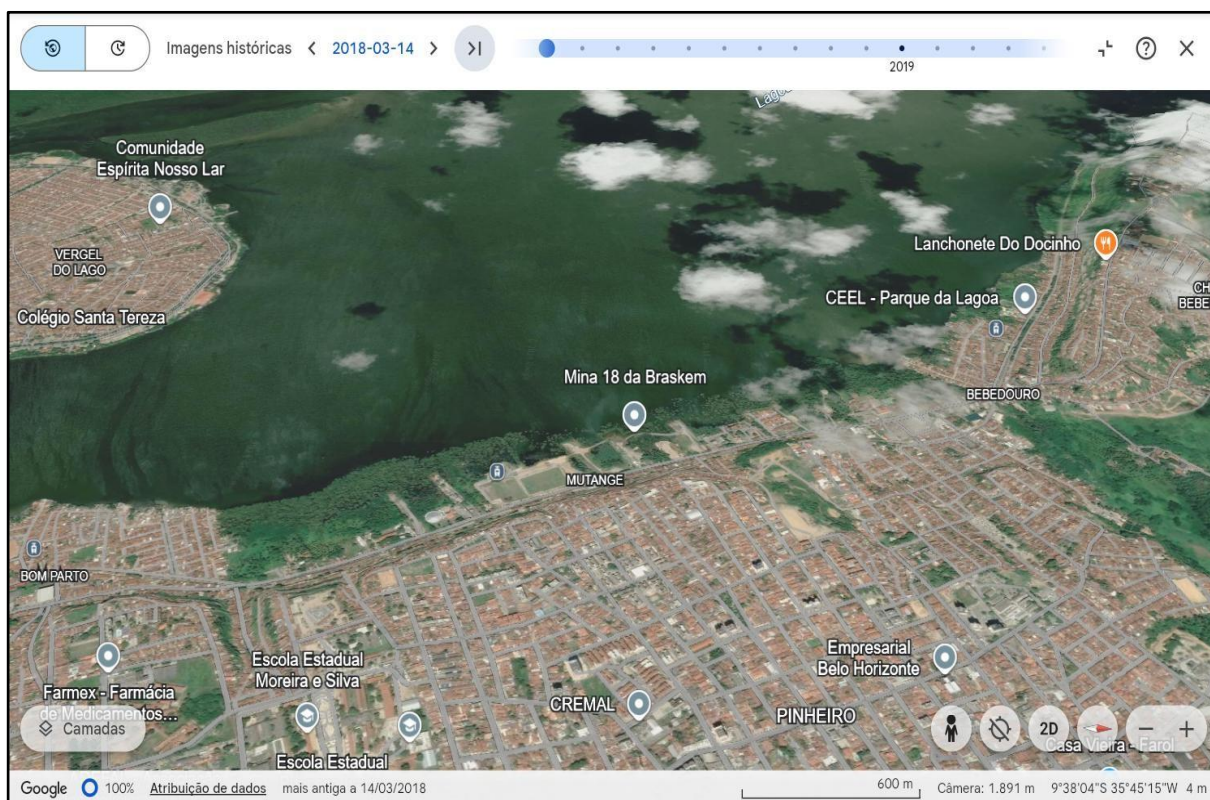 Imagens históricas
2018-03-14
2019
Lago
Comunidade
Espírita Nosso Lar
VERGEL
DO LAGO
Colégio Santa Tereza
Lanchonete Do Docinho
CEEL - Parque da Lagoa
CH
BEBE
Mina 18 da Braskem
BEBEDOURO
MUTANGE
BOM PARTO
Escola Estadual
Moreira e Silva
Empresarial
Belo Horizonte
Farmex - Farmácia
de Medicamentos...
CREMAL
PINHEIRO
Camadas
2D
Casa Vieira - Farol
Escola Estadual
Google
100%
Atribuição de dados
mais antiga a 14/03/2018
600 m
Câmera: 1.891 m
9°38'04"S 35°45'15"W
4 m